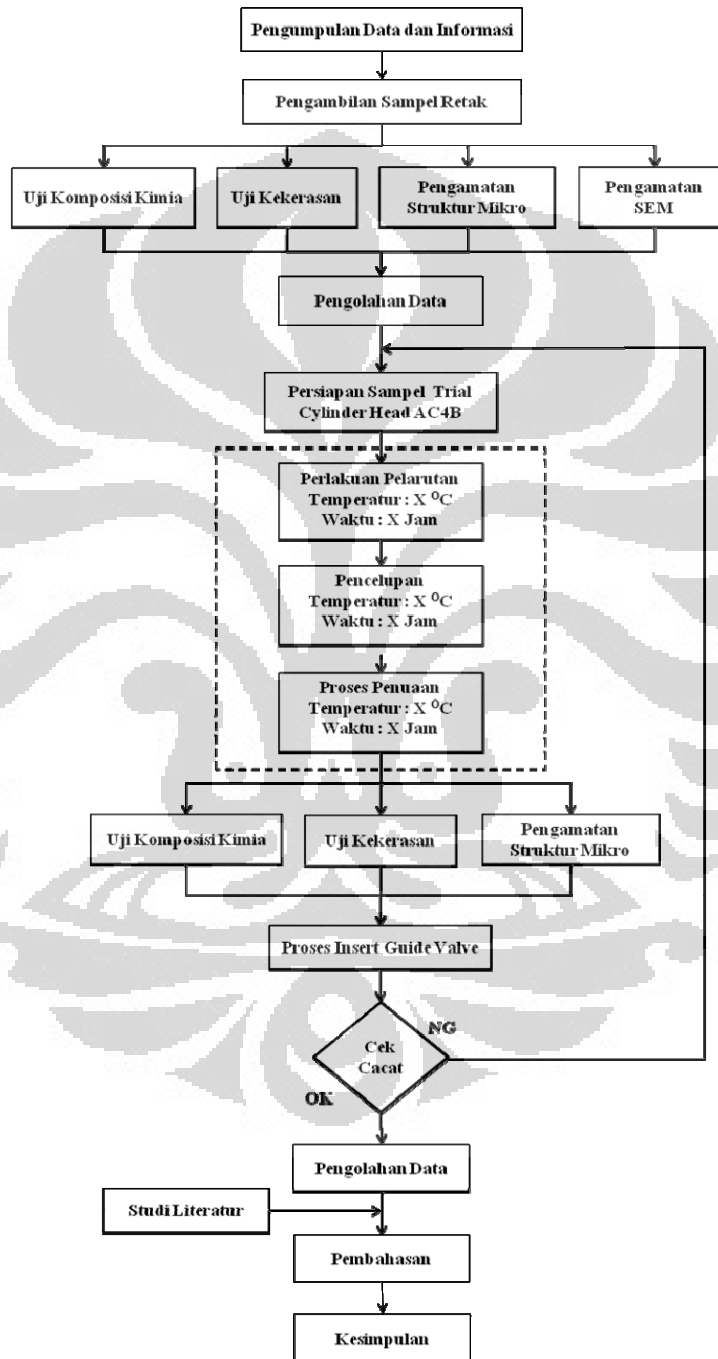 Pengumpulan Data dan Informasi
Pengambilan Sampel Retak
Uji Komposisi Kimia
Uji Kekerasan
Pengamatan
Struktur Mikro
Pengamatan
SEM
Pengolahan Data
Persiapan Sampel Trial
Cylinder Head AC4B
Perlakuan Pelarutan
Temperatur : X ⁰C
Waktu : X Jam
Pencelupan
Temperatur : X ⁰C
Waktu : X Jam
Proses Penuaan
Temperatur : X ⁰C
Waktu : X Jam
Uji Komposisi Kimia
Uji Kekerasan
Pengamatan
Struktur Mikro
Proses Insert Guide Valve
NG
Cek
Cacat
OK
Pengolahan Data
Studi Literatur
Pembahasan
Kesimpulan